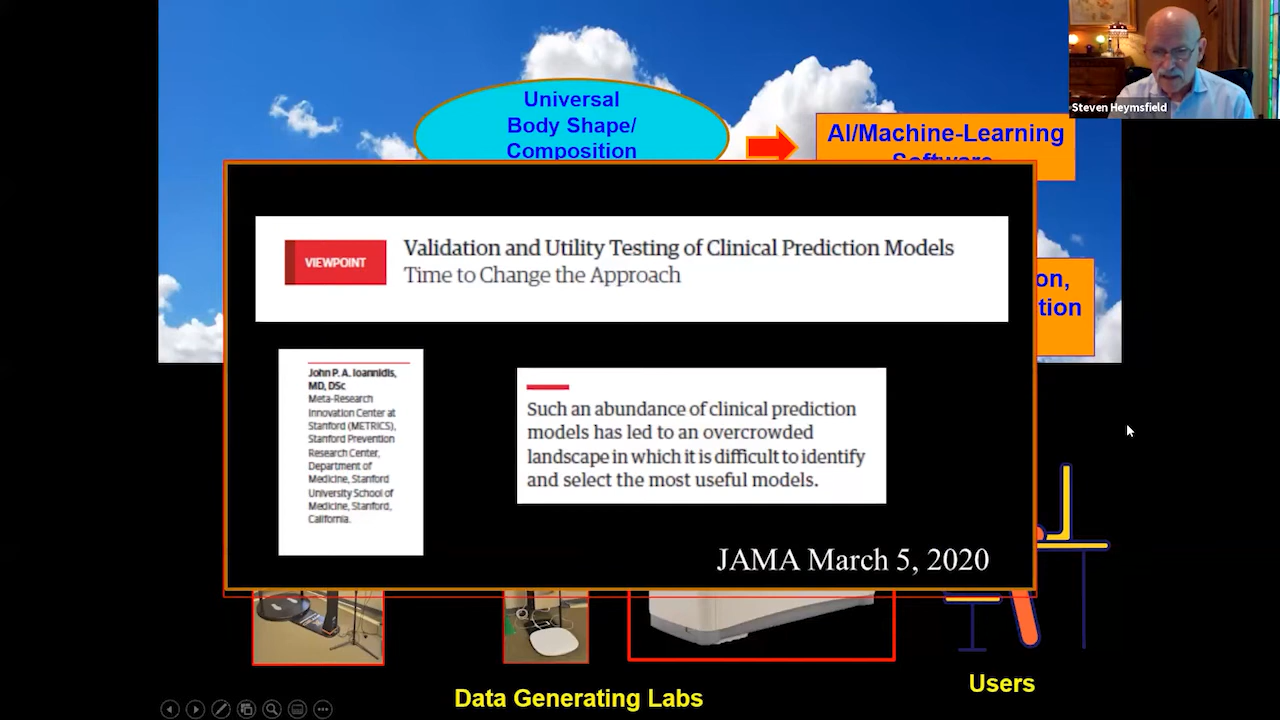 Universal
Body Shape/
Composition
AI/Machine-Learning
Software
Steven Heymsfield
on,
tion
VIEWPOINT
Validation and Utility Testing of Clinical Prediction Models
Time to Change the Approach
John P. A. Ioannidis,
MD, DSc
Meta-Research
Innovation Center at
Stanford (METRICS),
Stanford Prevention
Research Center,
Department of
Medicine, Stanford
University School of
Medicine, Stanford,
California.
Such an abundance of clinical prediction
models has led to an overcrowded
landscape in which it is difficult to identify
and select the most useful models.
JAMA March 5, 2020
Data Generating Labs
Users